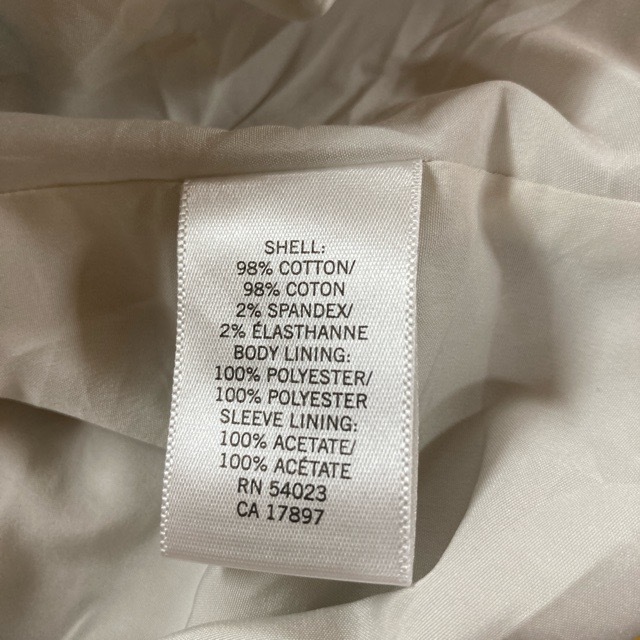 SHELL:
98% COTTON/
98% COTON
2% SPANDEX/
2% ÉLASTHANNE
BODY LINING:
100% POLYESTER/
100% POLYESTER
SLEEVE LINING:
100% ACETATE/
100% ACÉTATE
RN 54023
CA 17897